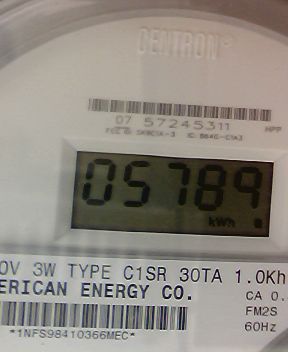 CENTRON®
07 57245311
HPP
05789
kWh
0V 3W TYPE C1SR 30TA 1.0Kh
ERICAN ENERGY CO.
CA 0.
FM2S
60Hz
*1NFS98410366MEC*